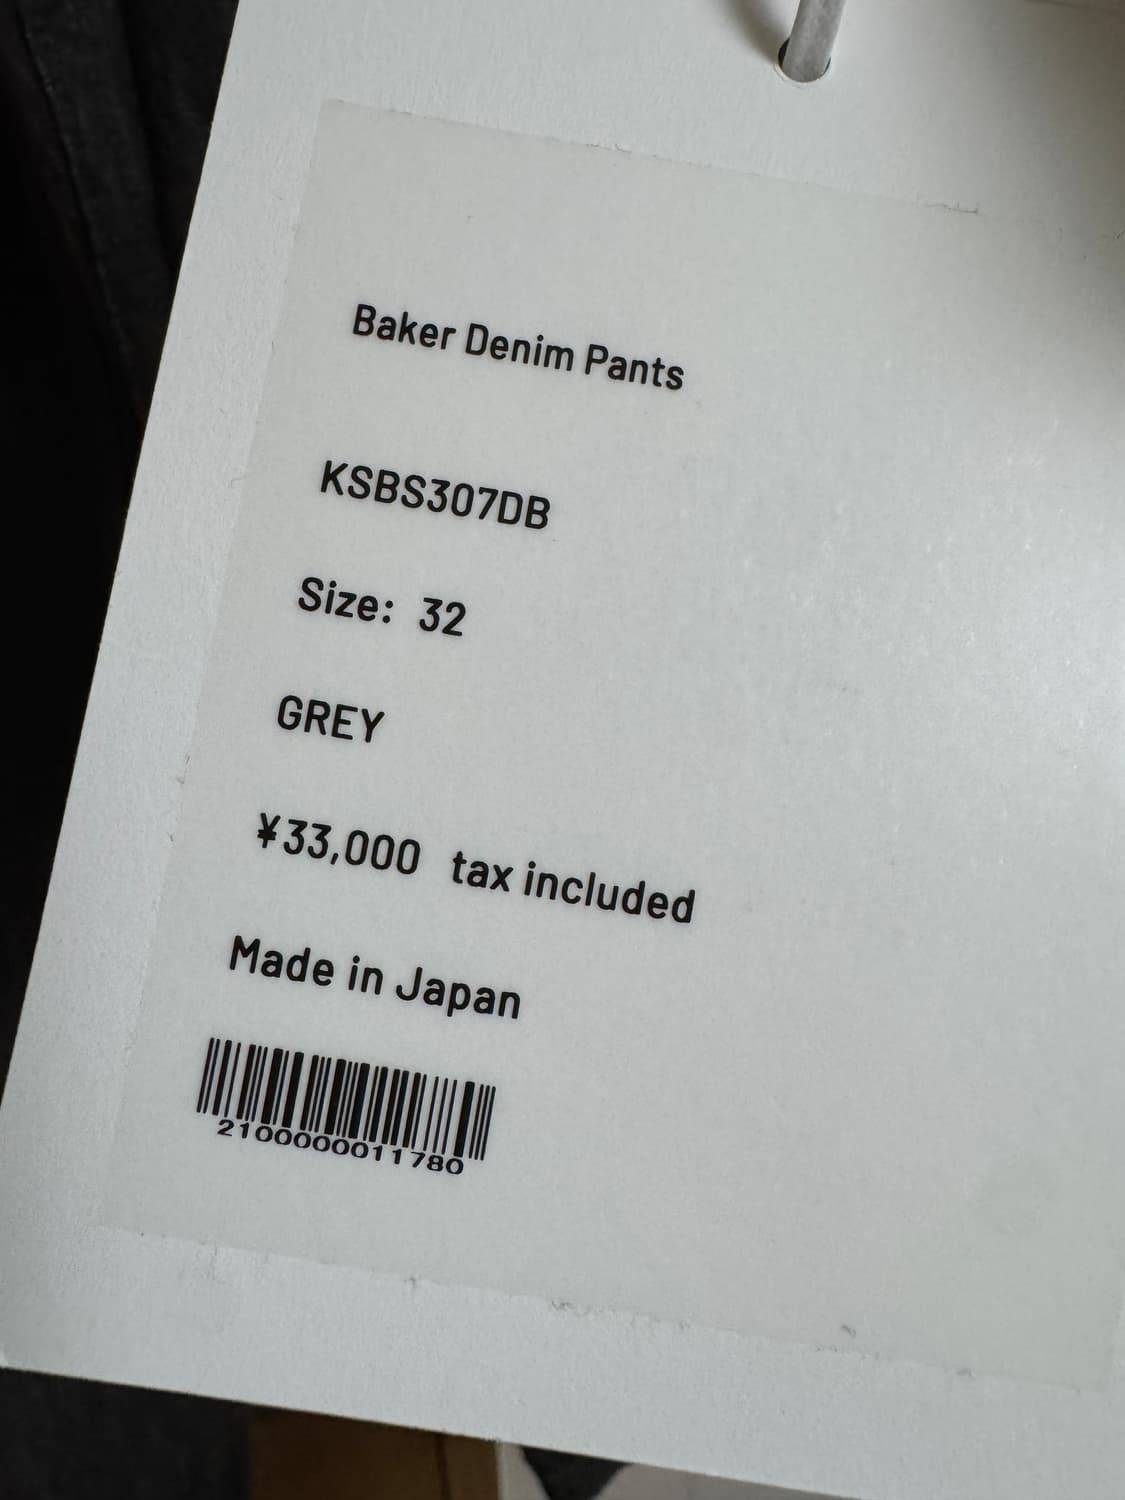 Baker Denim Pants
KSBS307DB
Size: 32
GREY
¥33,000 tax included
Made in Japan
2100000011780